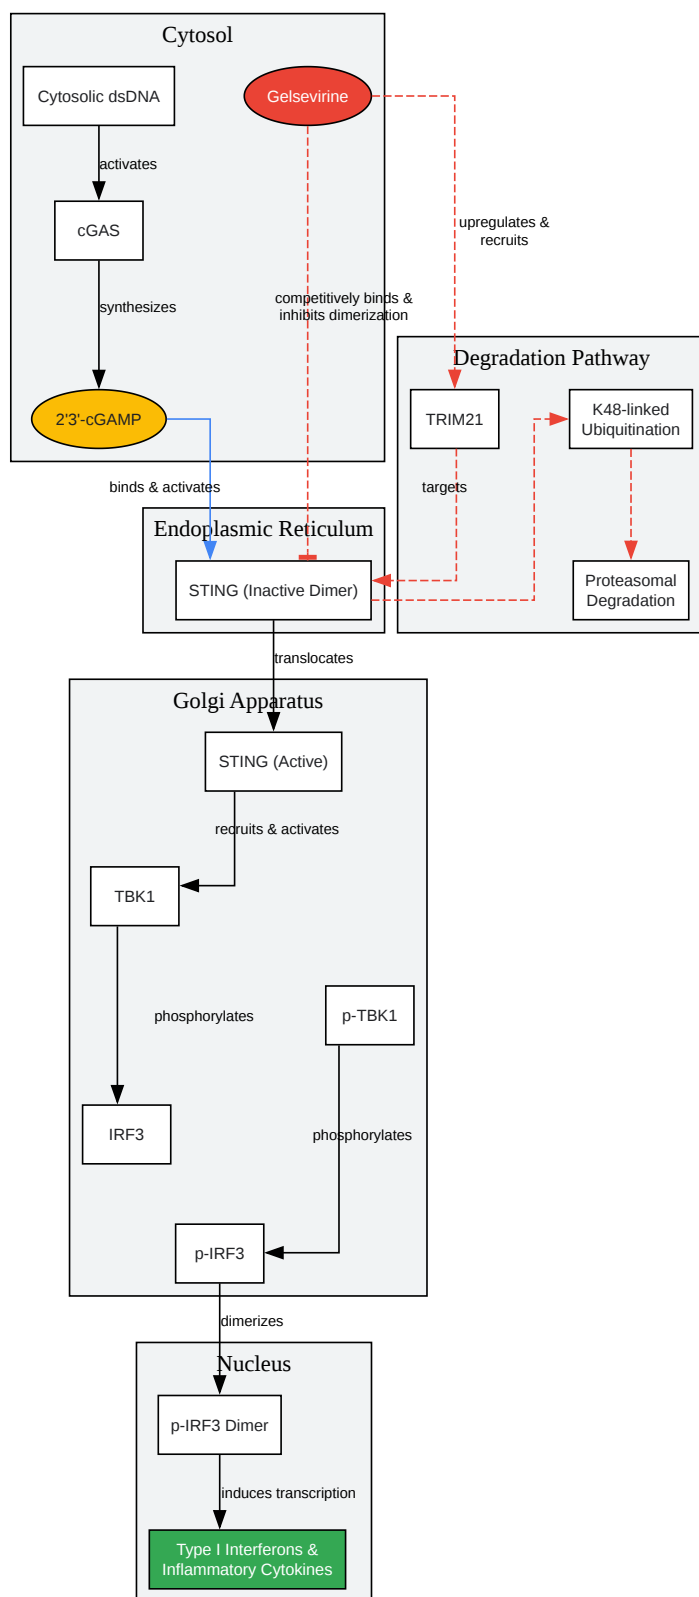 Cytosol
Cytosolic dsDNA
Gelsevirine
activates
upregulates &
recruits
cGAS
synthesizes
competitively binds &
inhibits dimerization
Degradation Pathway
2'3'-cGAMP
TRIM21
K48-linked
Ubiquitination
binds & activates
targets
Endoplasmic Reticulum
STING (Inactive Dimer)
Proteasomal
Degradation
translocates
Golgi Apparatus
STING (Active)
recruits & activates
TBK1
phosphorylates
p-TBK1
IRF3
phosphorylates
p-IRF3
dimerizes
Nucleus
p-IRF3 Dimer
induces transcription
Type I Interferons &
Inflammatory Cytokines